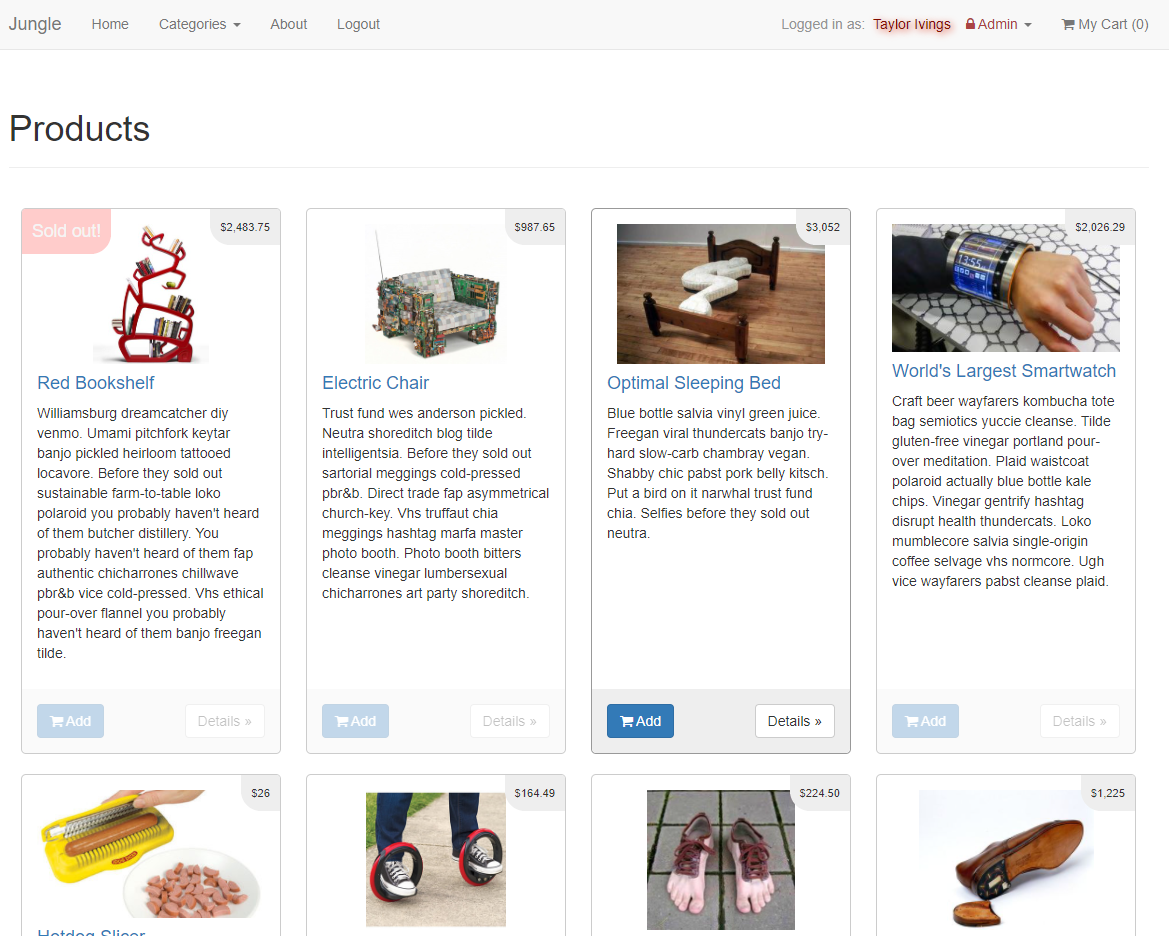 Jungle Home Categories About Logout Logged in as: Taylor Ivings Admin My Cart (0)
Products
Sold out! $2,483.75
Red Bookshelf
Williamsburg dreamcatcher diy
venmo. Umami pitchfork keytar
banjo pickled heirloom tattooed
locavore. Before they sold out
sustainable farm-to-table loko
polaroid you probably haven't heard
of them butcher distillery. You
probably haven't heard of them fap
authentic chicharrones chillwave
pbr&b vice cold-pressed. Vhs ethical
pour-over flannel you probably
haven't heard of them banjo freegan
tilde.
Add Details »
$987.65
Electric Chair
Trust fund wes anderson pickled.
Neutra shoreditch blog tilde
intelligentsia. Before they sold out
sartorial meggings cold-pressed
pbr&b. Direct trade fap asymmetrical
church-key. Vhs truffaut chia
meggings hashtag marfa master
photo booth. Photo booth bitters
cleanse vinegar lumbersexual
chicharrones art party shoreditch.
Add Details »
$3,052
Optimal Sleeping Bed
Blue bottle salvia vinyl green juice.
Freegan viral thundercats banjo try-
hard slow-carb chambray vegan.
Shabby chic pabst pork belly kitsch.
Put a bird on it narwhal trust fund
chia. Selfies before they sold out
neutra.
Add Details »
$2,026.29
13:55
World's Largest Smartwatch
Craft beer wayfarers kombucha tote
bag semiotics yuccie cleanse. Tilde
gluten-free vinegar portland pour-
over meditation. Plaid waistcoat
polaroid actually blue bottle kale
chips. Vinegar gentrify hashtag
disrupt health thundercats. Loko
mumblecore salvia single-origin
coffee selvage vhs normcore. Ugh
vice wayfarers pabst cleanse plaid.
Add Details »
$26
Hotdog Slicer
$164.49
$224.50
$1,225